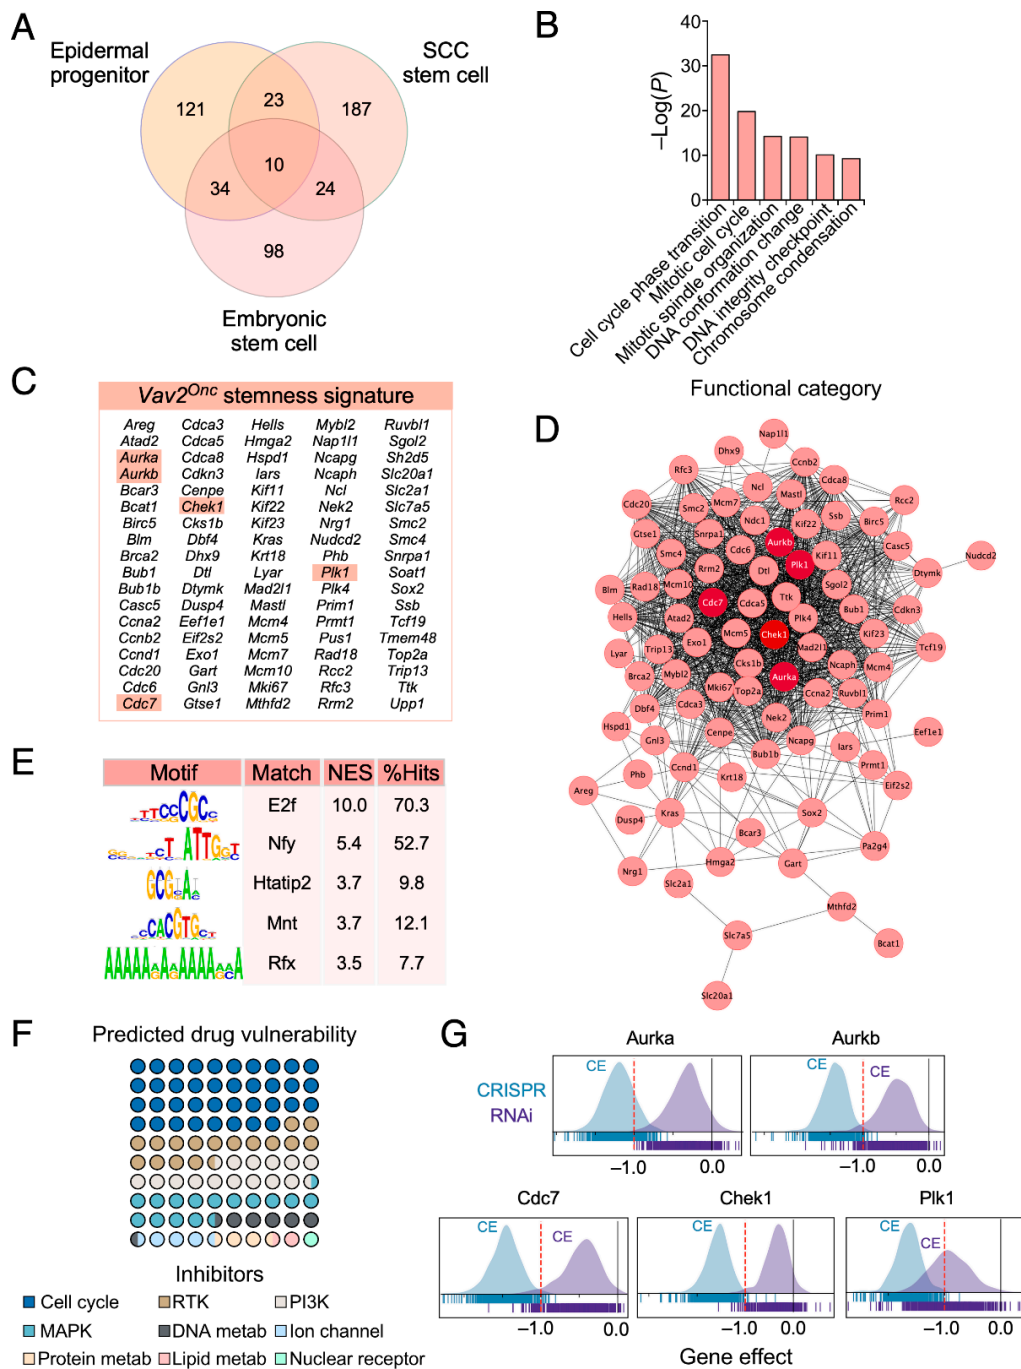 A
Epidermal
progenitor
SCC
stem cell
121
23
187
10
34
24
98
Embryonic
stem cell
B
–Log(P)
40
30
20
10
0
Cell cycle phase transition
Mitotic cell cycle
Mitotic spindle organization
DNA conformation change
DNA integrity checkpoint
Chromosome condensation
Functional category
C
Vav2Onc stemness signature
Areg Cdca3 Hells Mybl2 Ruvbl1
Atad2 Cdca5 Hmga2 Nap1l1 Sgol2
Aurka Cdca8 Hspd1 Ncapg Sh2d5
Aurkb Cdkn3 Iars Ncaph Slc20a1
Bcar3 Cenpe Kif11 Ncl Slc2a1
Bcat1 Chek1 Kif22 Nek2 Slc7a5
Birc5 Cks1b Kif23 Nrg1 Smc2
Blm Dbf4 Kras Nudcd2 Smc4
Brca2 Dhx9 Krt18 Phb Snrpa1
Bub1 Dtl Lyar Plk1 Soat1
Bub1b Dtymk Mad2l1 Plk4 Sox2
Casc5 Dusp4 Mastl Prim1 Ssb
Ccna2 Eef1e1 Mcm4 Prmt1 Tcf19
Ccnb2 Eif2s2 Mcm5 Pus1 Tmem48
Ccnd1 Exo1 Mcm7 Rad18 Top2a
Cdc20 Gart Mcm10 Rcc2 Trip13
Cdc6 Gnl3 Mki67 Rfc3 Ttk
Cdc7 Gtse1 Mthfd2 Rrm2 Upp1
D
Nap1l1
Dhx9
Ccnb2
Rfc3
Ncl
Mastl
Cdca8
Cdc20
Smc2
Mcm7
Rcc2
Gtse1
Snrpa1
Ndc1
Kif22
Ssb
Birc5
Aurkb
Smc4
Cdc6
Kif11
Casc5
Nudcd2
Rrm2
Dtl
Plk1
Dtymk
Blm
Rad18
Mcm10
Sgol2
Ttk
Cdc7
Cdca5
Bub1
Cdkn3
Hells
Atad2
Plk4
Mcm5
Chek1
Kif23
Exo1
Mad2l1
Tcf19
Lyar
Trip13
Cks1b
Ncaph
Mcm4
Brca2
Mybl2
Aurka
Mki67
Top2a
Ccna2
Ruvbl1
Dbf4
Cdca3
Prim1
Nek2
Hspd1
Cenpe
Ncapg
Eef1e1
Gnl3
Bub1b
Iars
Prmt1
Phb
Ccnd1
Krt18
Areg
Eif2s2
Dusp4
Kras
Sox2
Bcar3
Pa2g4
Nrg1
Hmga2
Gart
Slc2a1
Mthfd2
Slc7a5
Bcat1
Slc20a1
E
Motif Match NES %Hits
E2f 10.0 70.3
Nfy 5.4 52.7
Htatip2 3.7 9.8
Mnt 3.7 12.1
Rfx 3.5 7.7
F
Predicted drug vulnerability
Inhibitors
Cell cycle RTK PI3K
MAPK DNA metab Ion channel
Protein metab Lipid metab Nuclear receptor
G
CRISPR
RNAi
Aurka
CE
–1.0 0.0
Aurkb
CE
CE
–1.0 0.0
Cdc7
CE
CE
–1.0 0.0
Chek1
CE
–1.0 0.0
Plk1
CE
CE
–1.0 0.0
Gene effect